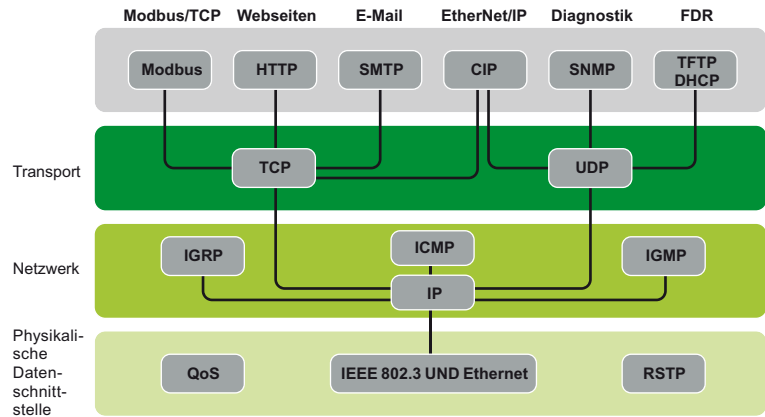 Modbus/TCP Webseiten E-Mail EtherNet/IP Diagnostik FDR
Modbus HTTP SMTP CIP SNMP TFTP
DHCP
Transport TCP UDP
Netzwerk IGRP ICMP IGMP
IP
Physikali-
sche
Daten-
schnitt-
stelle
QoS IEEE 802.3 UND Ethernet RSTP